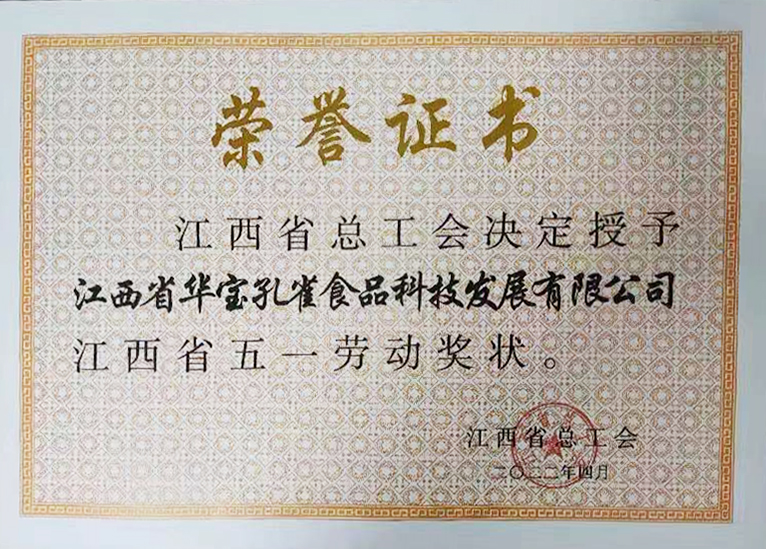 荣誉证书
江西省总工会决定授予
江西省华宝孔雀食品科技发展有限公司
江西省五一劳动奖状。
江西省总工会
二〇二二年四月